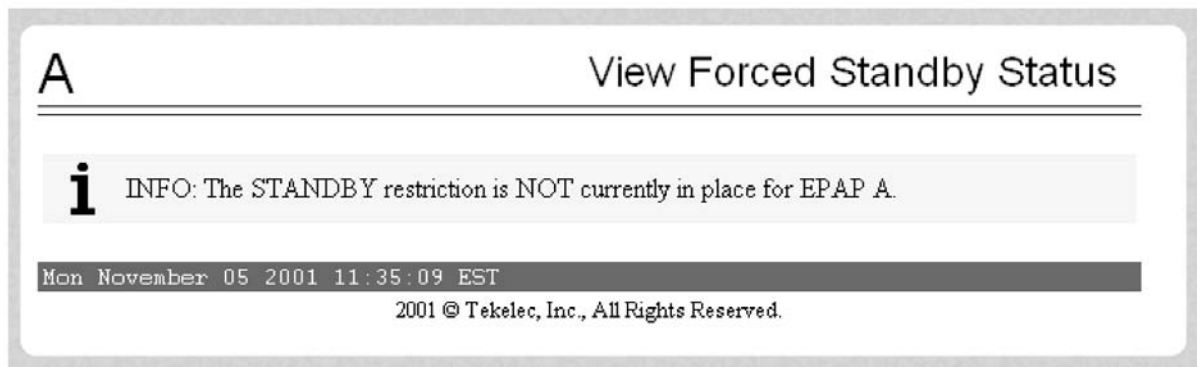 A
View Forced Standby Status
i
INFO: The STANDBY restriction is NOT currently in place for EPAP A.
Mon November 05 2001 11:35:09 EST
2001 © Tekelec, Inc., All Rights Reserved.